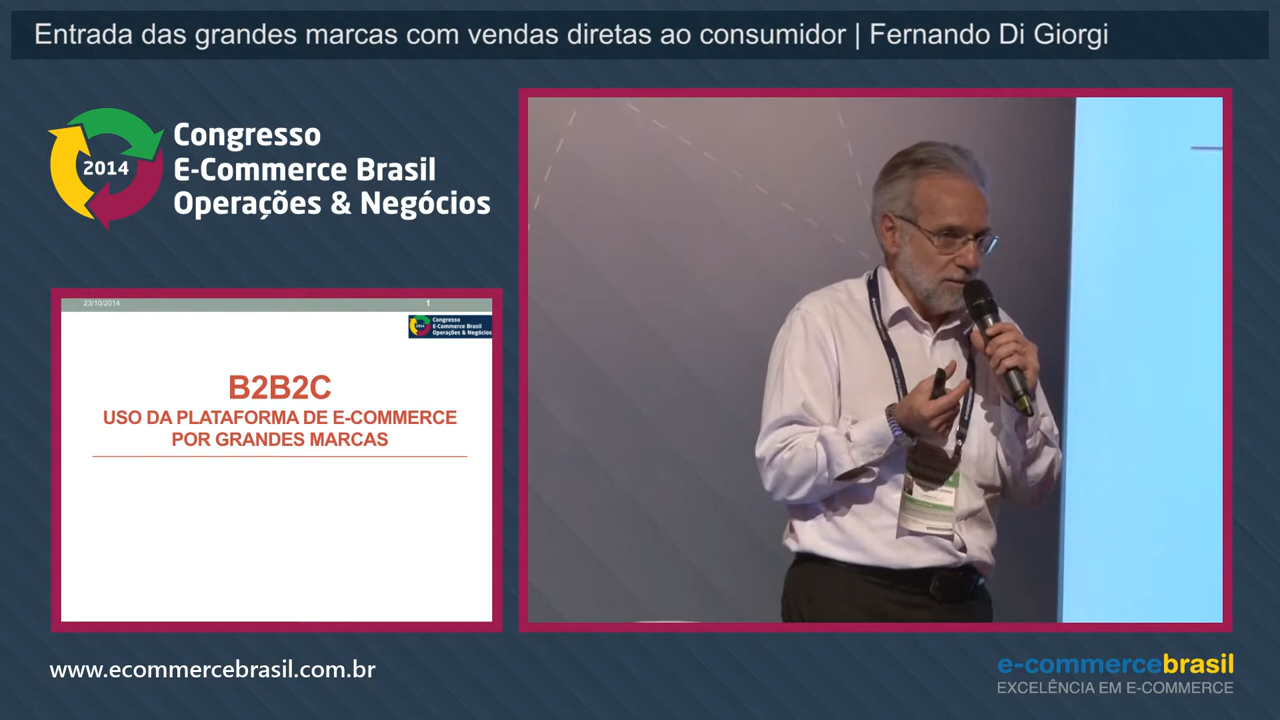 Entrada das grandes marcas com vendas diretas ao consumidor | Fernando Di Giorgi
2014
Congresso
E-Commerce Brasil
Operações & Negócios
23/10/2014
1
2014
Congresso
E-Commerce Brasil
Operações & Negócios
B2B2C
USO DA PLATAFORMA DE E-COMMERCE
POR GRANDES MARCAS
www.ecommercebrasil.com.br
e-commercebrasil
EXCELÊNCIA EM E-COMMERCE